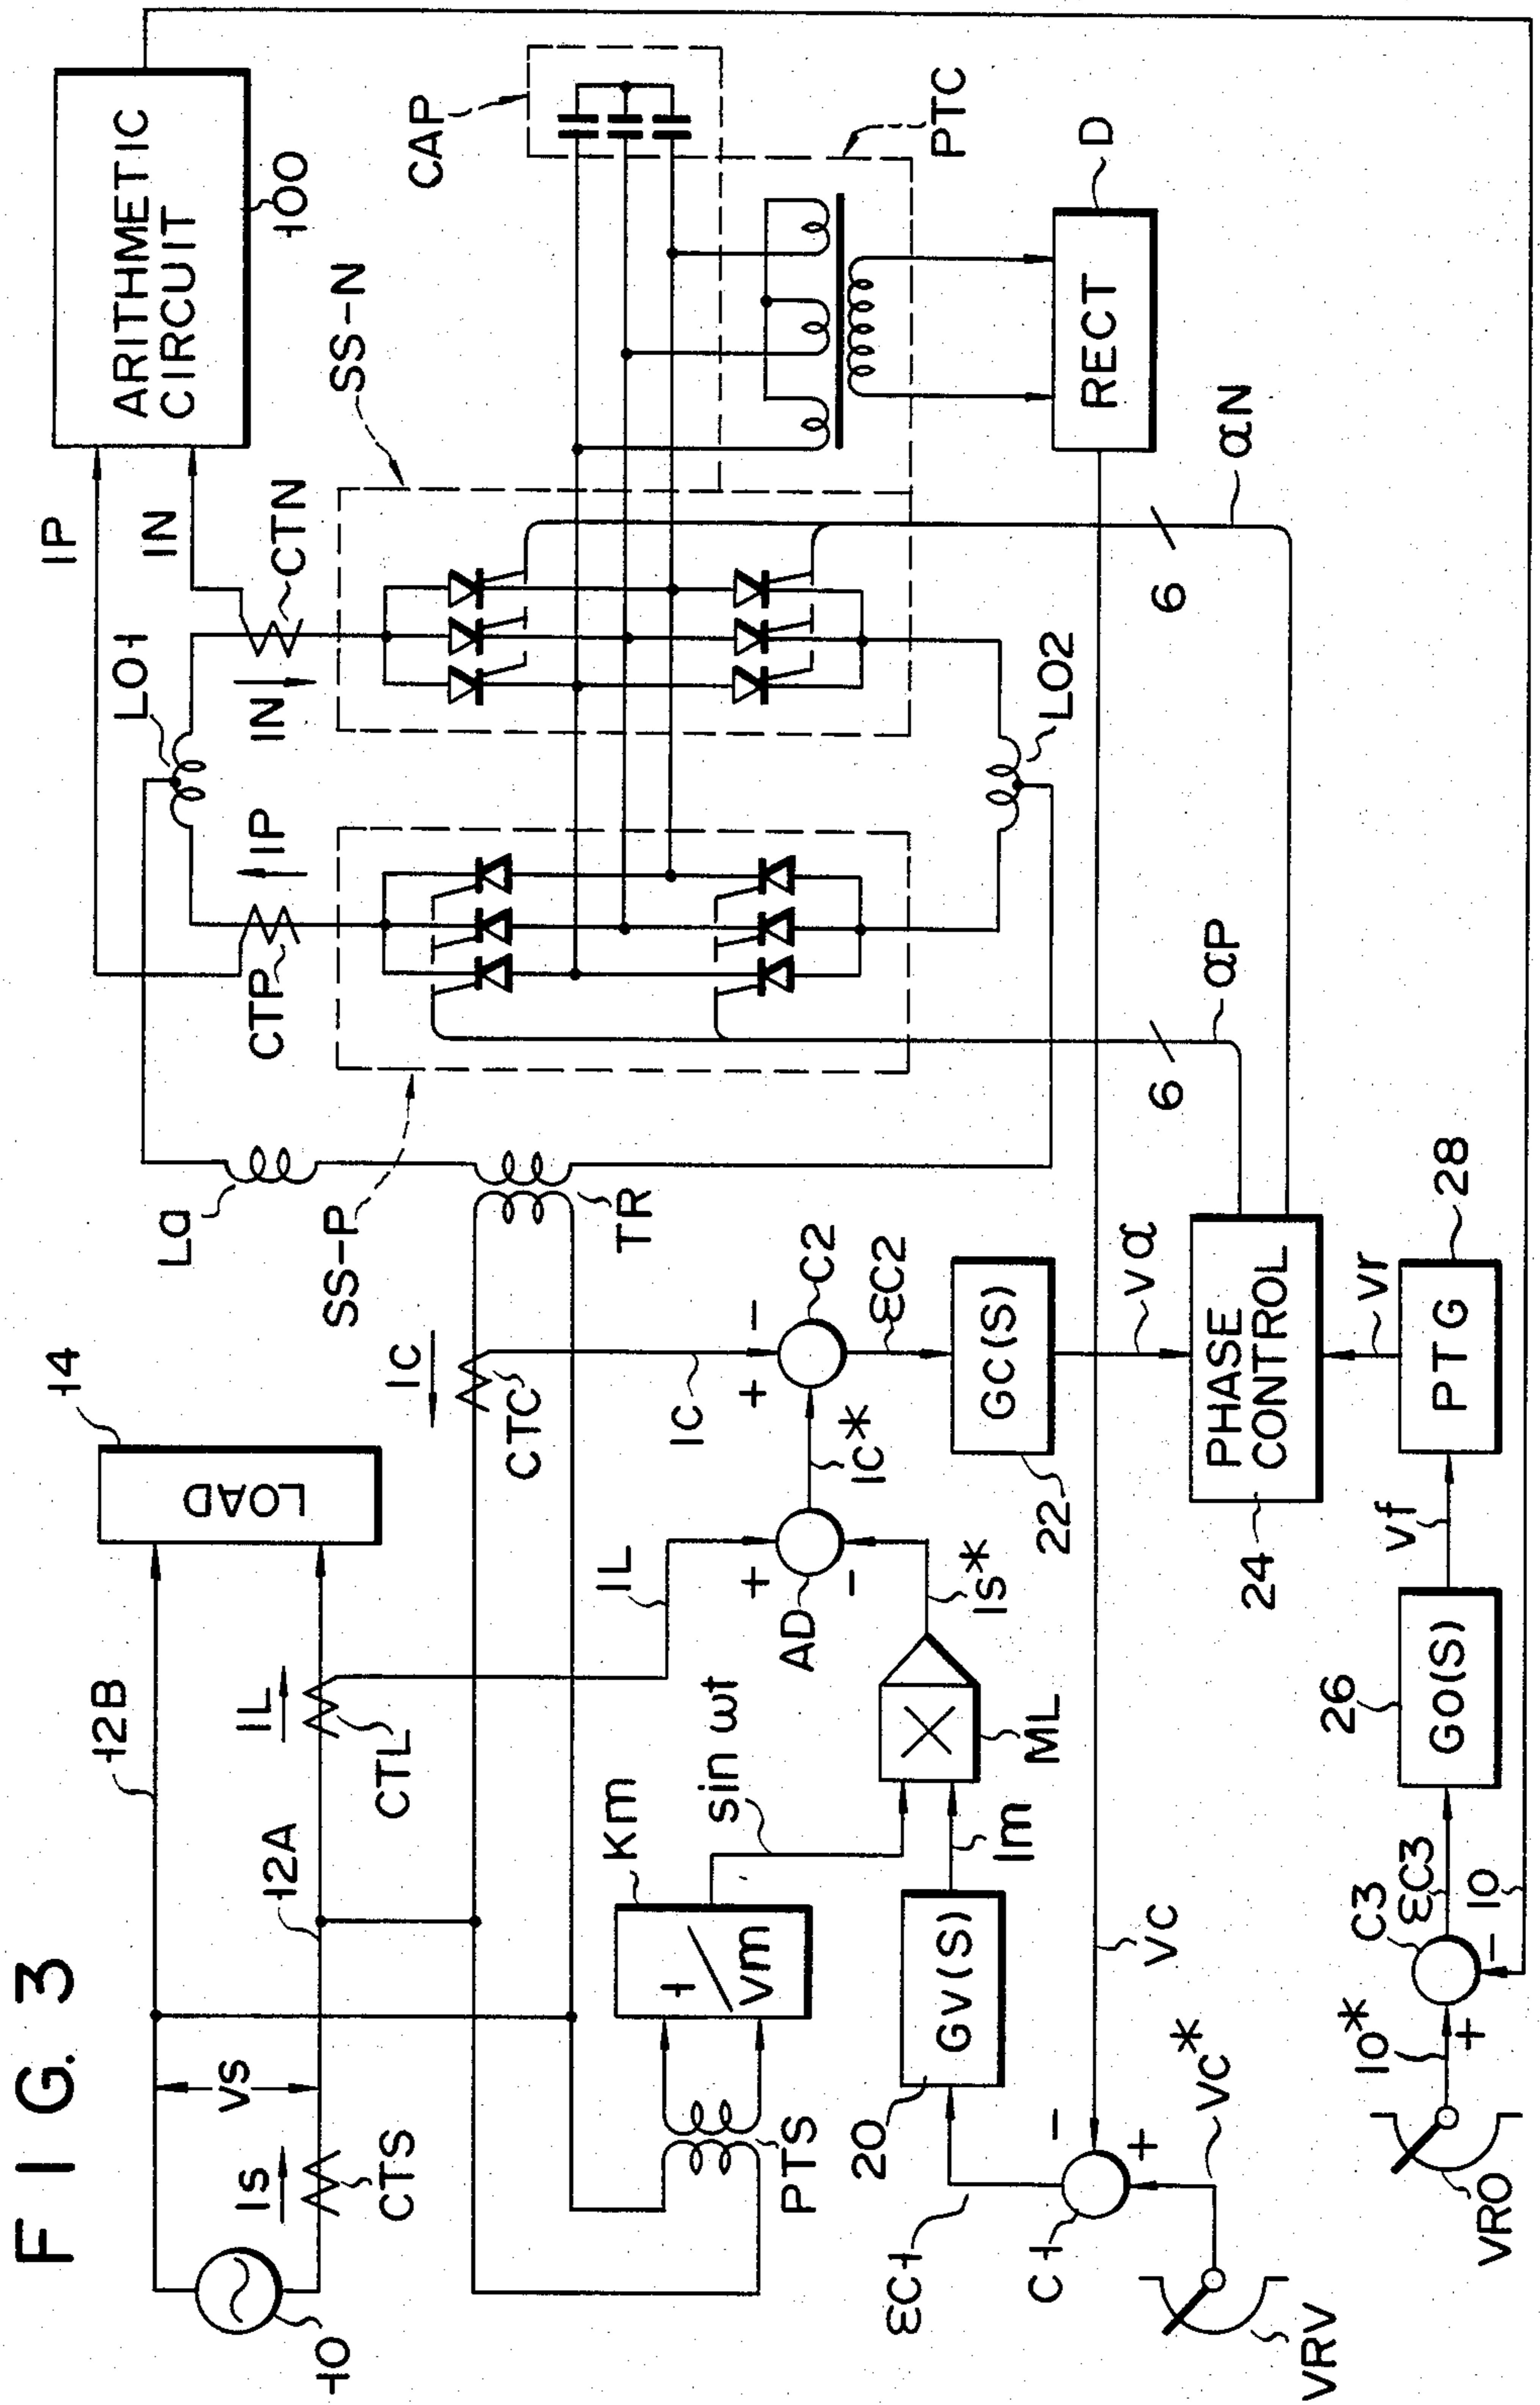 FIG. 3
10
Is
CTS
VS
12B
12A
IL
CTL
14
LOAD
PTS
1/Vm
Km
sin wt
IL
IC
CTC
TR
La
SS-P
CTP
IP
IP
LO1
IN
IN
CTN
SS-N
ARITHMETIC
CIRCUIT
100
CAP
PTC
D
RECT
LO2
6
αN
6
αP
IC
+
-
C2
εC2
IC*
+
-
AD
Is*
ML
×
Im
GV(S)
20
εC1
C1
-
+
VC
VC*
VRV
GC(S)
22
Vα
PHASE
CONTROL
24
Vr
PTG
28
Vf
GO(S)
26
εC3
C3
IO
-
+
IO*
VRO